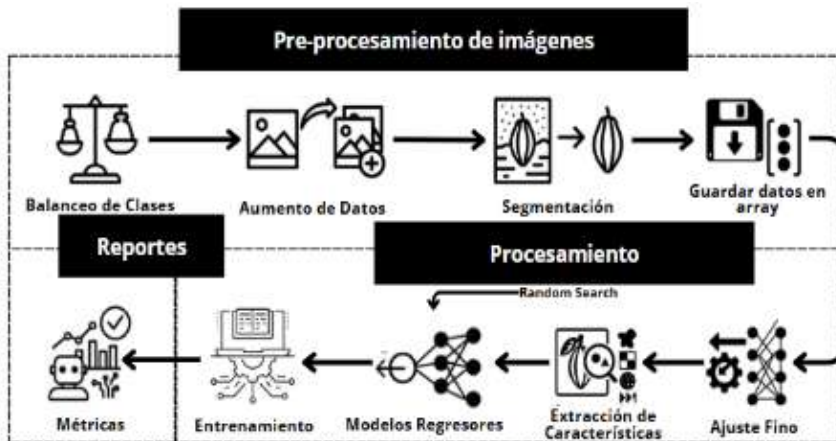 Pre-procesamiento de imágenes
Balanceo de Clases
Aumento de Datos
Segmentación
Guardar datos en
array
Reportes
Procesamiento
Random Search
Métricas
Entrenamiento
Modelos Regresores
Extracción de
Características
Ajuste Fino